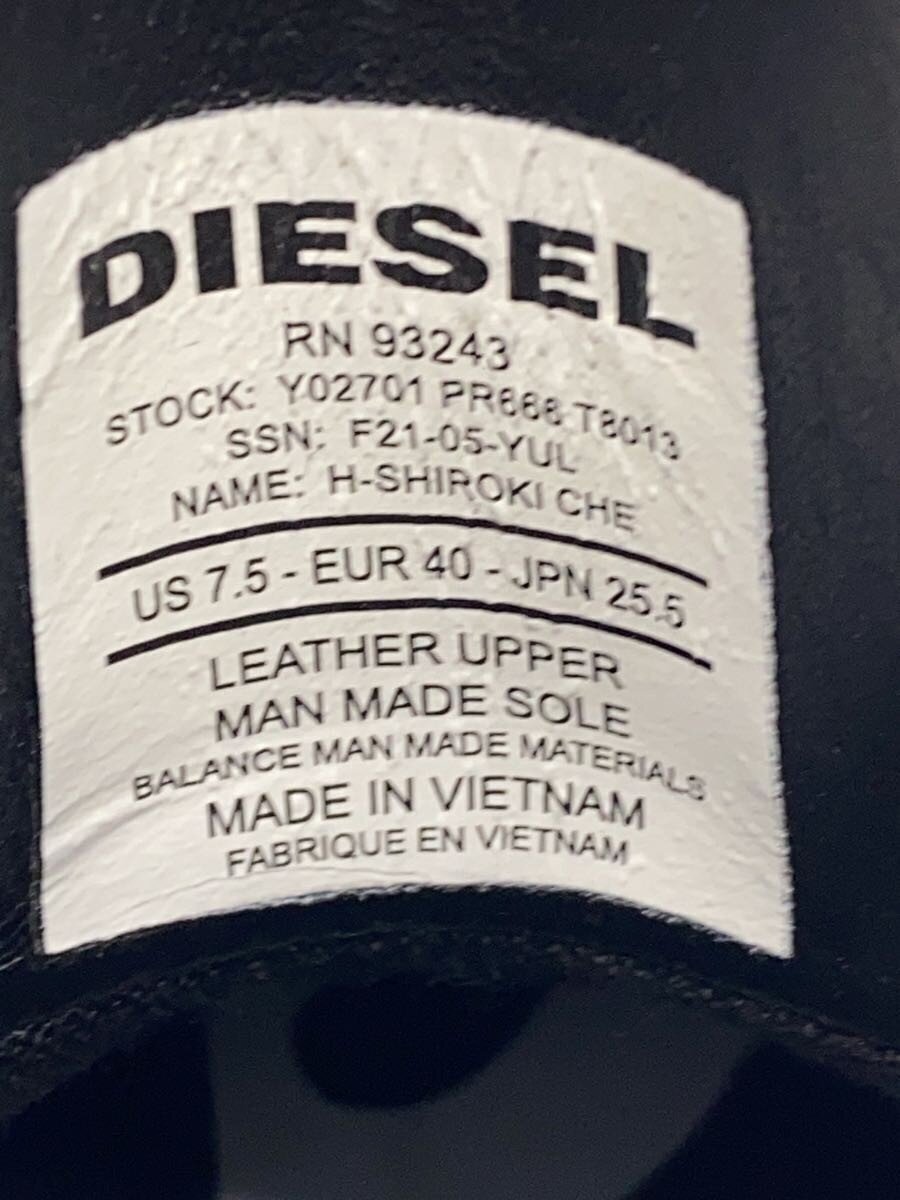 DIESEL
RN 93243
STOCK: Y02701 PR666 T8013
SSN: F21-05-YUL
NAME: H-SHIROKI CHE
US 7.5 - EUR 40 - JPN 25.5
LEATHER UPPER
MAN MADE SOLE
BALANCE MAN MADE MATERIALS
MADE IN VIETNAM
FABRIQUE EN VIETNAM